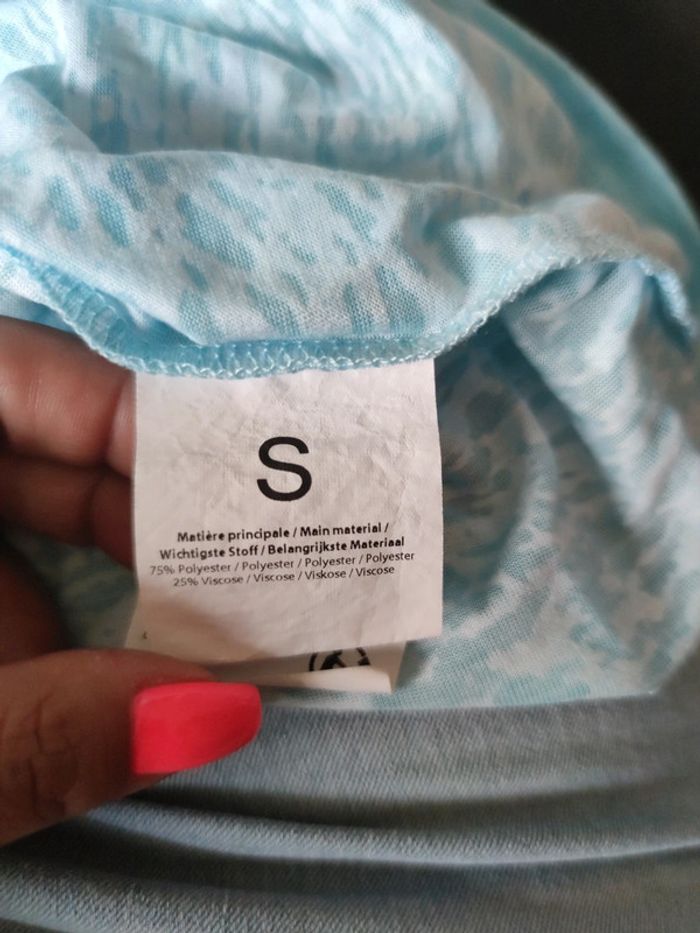 S
Matière principale / Main material /
Wichtigste Stoff / Belangrijkste Materiaal
75% Polyester / Polyester / Polyester / Polyester
25% Viscose / Viscose / Viskose / Viscose